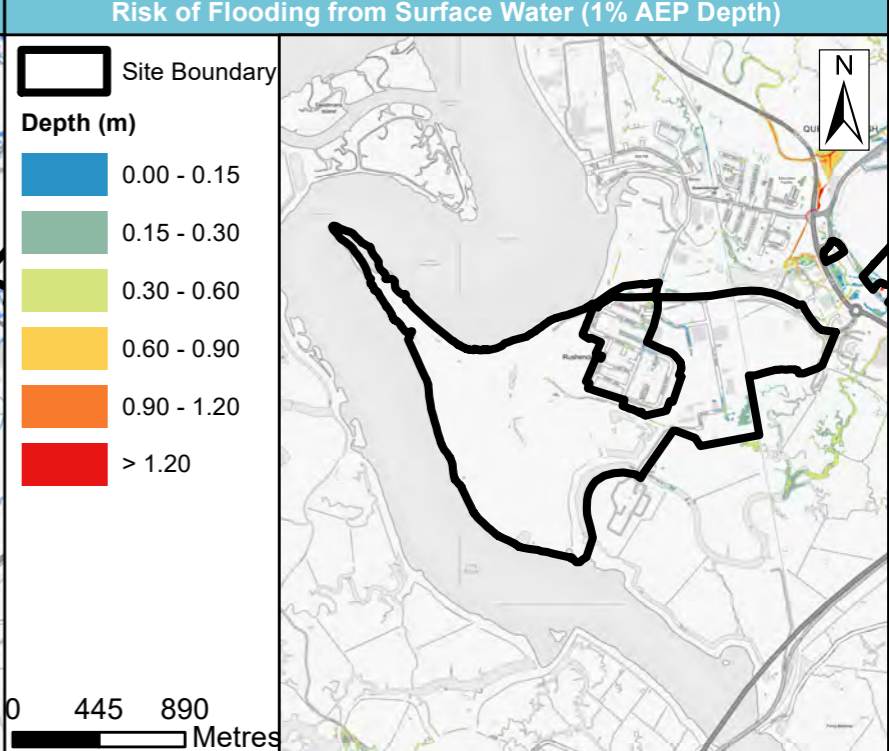 Risk of Flooding from Surface Water (1% AEP Depth)
Site Boundary
Depth (m)
0.00 - 0.15
0.15 - 0.30
0.30 - 0.60
0.60 - 0.90
0.90 - 1.20
> 1.20
0 445 890
Metres
N